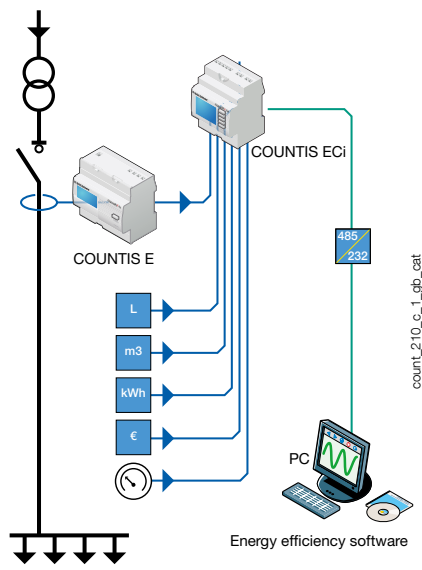 COUNTIS ECi
COUNTIS E
485
232
L
m3
kWh
€
PC
Energy efficiency software
count_210_c_1_gb_cat